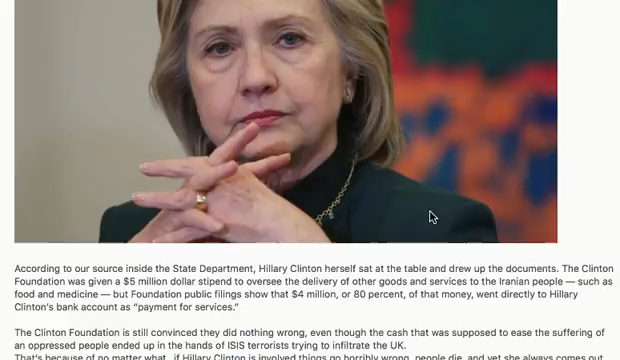 According to our source inside the State Department, Hillary Clinton herself sat at the table and drew up the documents. The Clinton
Foundation was given a $5 million dollar stipend to oversee the delivery of other goods and services to the Iranian people — such as
food and medicine — but Foundation public filings show that $4 million, or 80 percent, of that money, went directly to Hillary
Clinton's bank account as “payment for services.”
The Clinton Foundation is still convinced they did nothing wrong, even though the cash that was supposed to ease the suffering of
an oppressed people ended up in the hands of ISIS terrorists trying to infiltrate the UK.
That's because of no matter what, if Hillary Clinton is involved things go horribly wrong, people die, and yet she always comes out